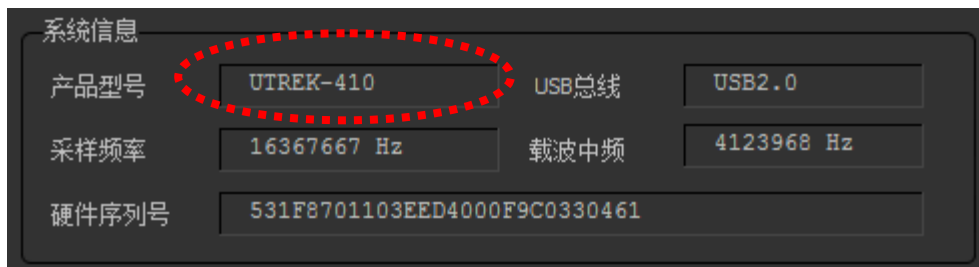 系统信息
产品型号 UTREK-410 USB总线 USB2.0
采样频率 16367667 Hz 载波中频 4123968 Hz
硬件序列号 531F8701103EED4000F9C0330461